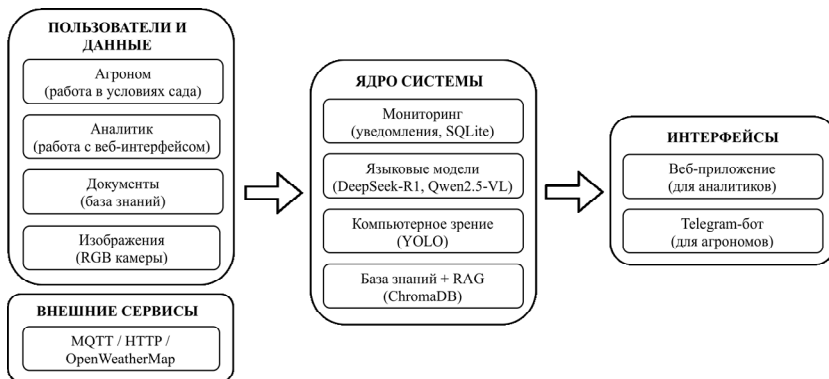 ПОЛЬЗОВАТЕЛИ И
ДАННЫЕ
Агроном
(работа в условиях сада)
Аналитик
(работа с веб-интерфейсом)
Документы
(база знаний)
Изображения
(RGB камеры)
ВНЕШНИЕ СЕРВИСЫ
MQTT / HTTP /
OpenWeatherMap
ЯДРО СИСТЕМЫ
Мониторинг
(уведомления, SQLite)
Языковые модели
(DeepSeek-R1, Qwen2.5-VL)
Компьютерное зрение
(YOLO)
База знаний + RAG
(ChromaDB)
ИНТЕРФЕЙСЫ
Веб-приложение
(для аналитиков)
Telegram-бот
(для агрономов)